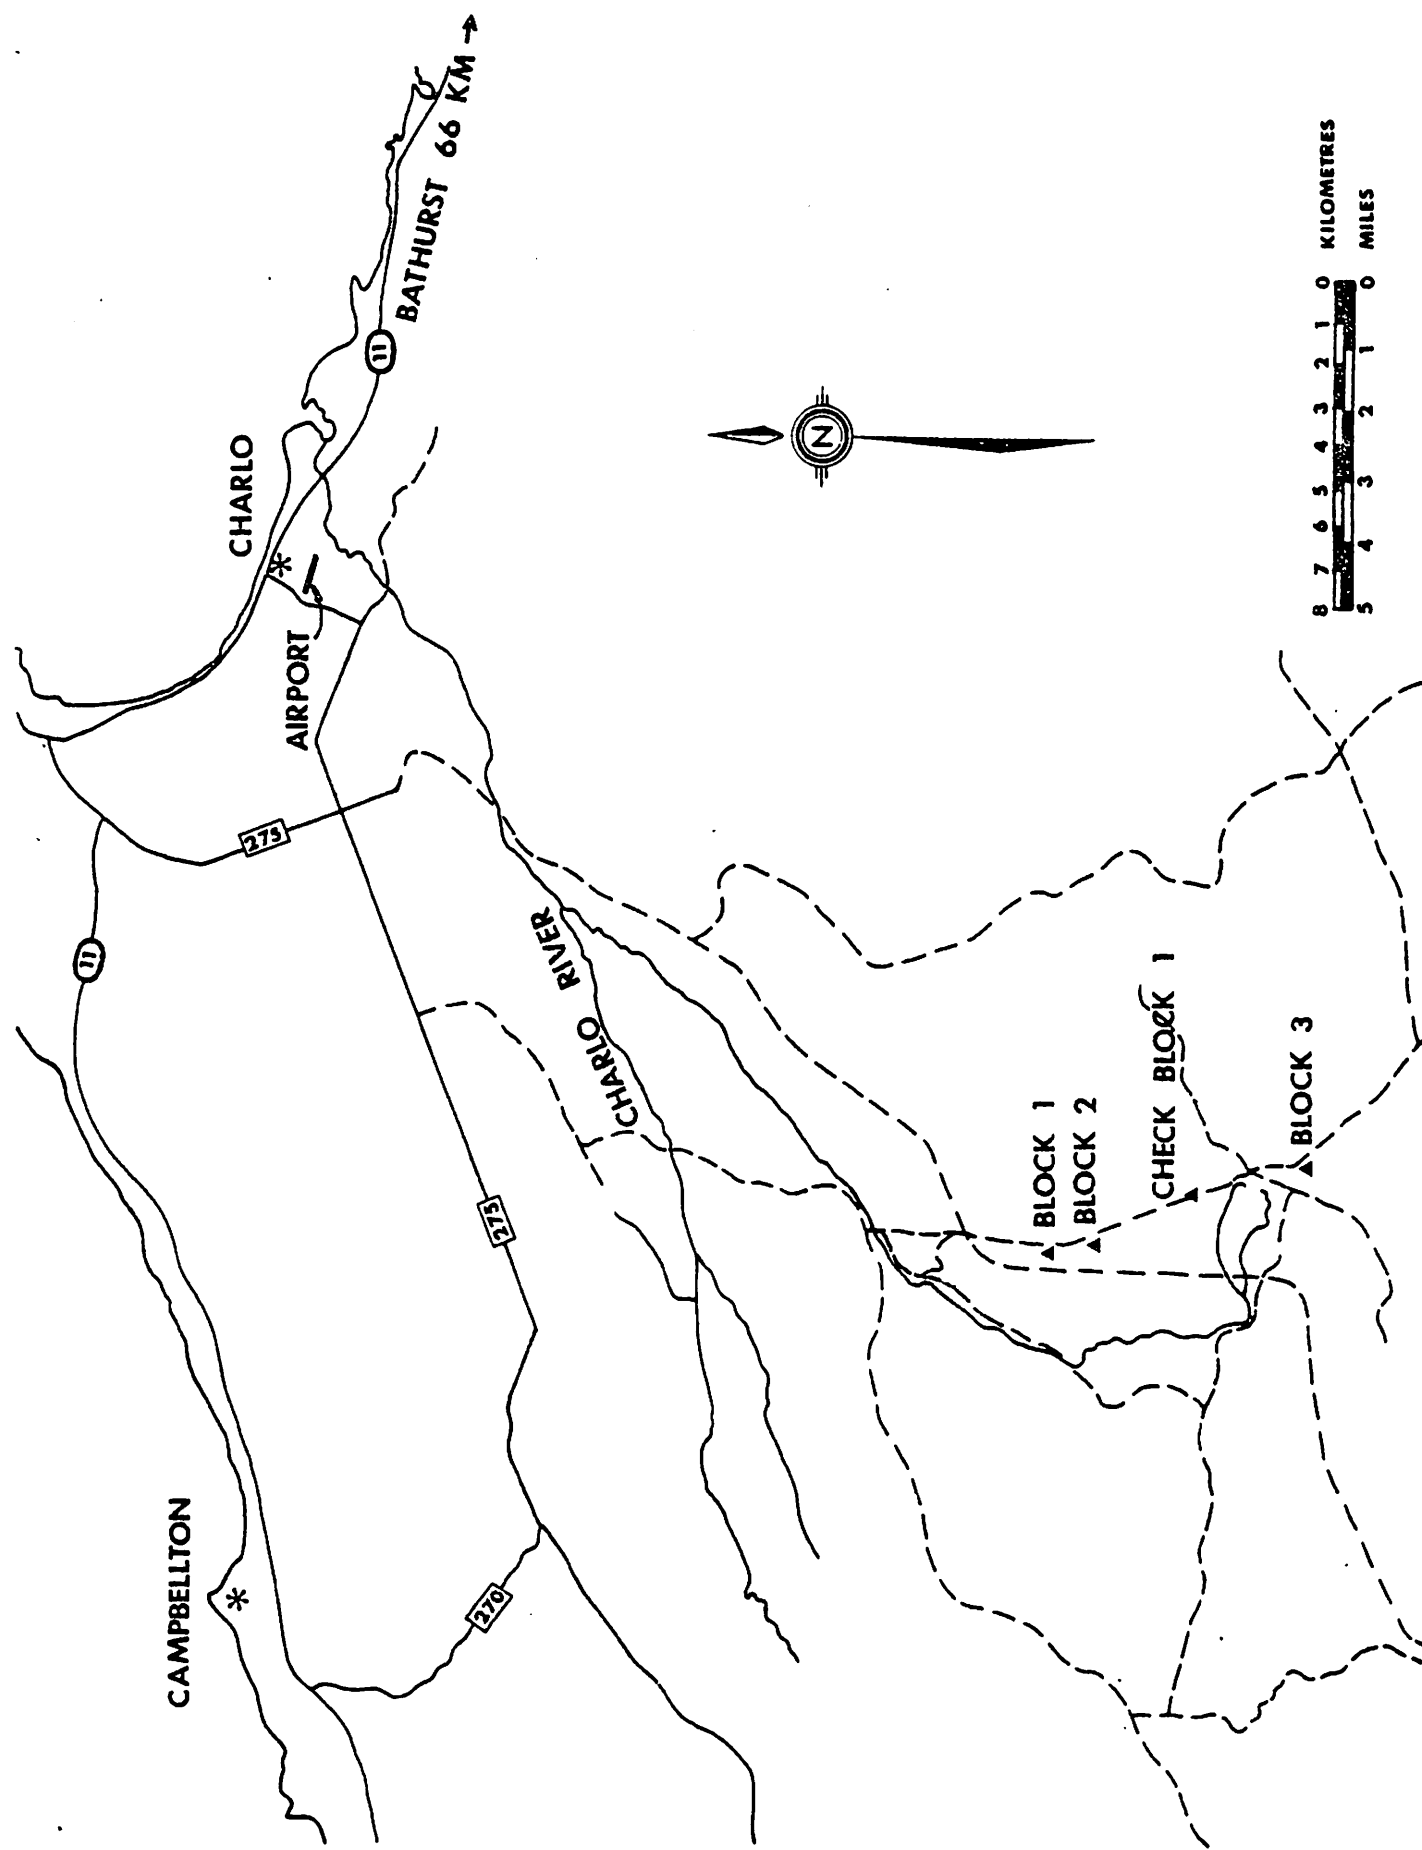 CAMPBELLTON
CHARLO
11
275
AIRPORT
11
BATHURST 66 KM →
270
275
CHARLO RIVER
N
BLOCK 1
BLOCK 2
CHECK BLOCK 1
BLOCK 3
8 7 6 5 4 3 2 1 0 KILOMETRES
5 4 3 2 1 0 MILES